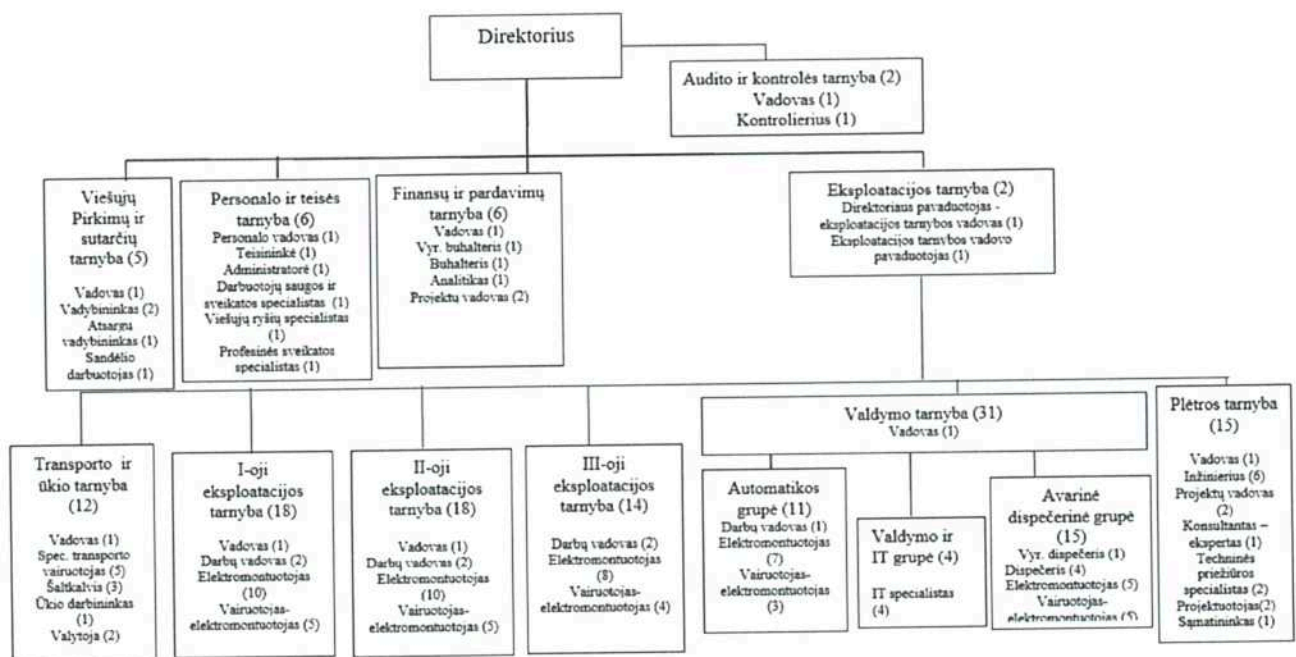 Direktorius
Audito ir kontrolės tarnyba (2)
Vadovas (1)
Kontrolierius (1)
Viešųjų
Pirkimų ir
sutarčių
tarnyba (5)
Vadovas (1)
Vadybininkas (2)
Atsargu
vadybininkas (1)
Sandėlio
darbuotojas (1)
Personalo ir teisės
tarnyba (6)
Personalo vadovas (1)
Teisininkė (1)
Administratorė (1)
Darbuotojų saugos ir
sveikatos specialistas (1)
Viešųjų ryšių specialistas
(1)
Profesinės sveikatos
specialistas (1)
Finansų ir pardavimų
tarnyba (6)
Vadovas (1)
Vyr. buhalteris (1)
Buhalteris (1)
Analitikas (1)
Projektų vadovas (2)
Eksploatacijos tarnyba (2)
Direktoriaus pavaduotojas -
eksploatacijos tarnybos vadovas (1)
Eksploatacijos tarnybos vadovo
pavaduotojas (1)
Transporto ir
ūkio tarnyba
(12)
Vadovas (1)
Spec. transporto
vairuotojas (5)
Šaltkalvis (3)
Ūkio darbininkas
(1)
Valytoja (2)
I-oji
eksploatacijos
tarnyba (18)
Vadovas (1)
Darbų vadovas (2)
Elektromontuotojas
(10)
Vairuotojas-
elektromontuotojas (5)
II-oji
eksploatacijos
tarnyba (18)
Vadovas (1)
Darbų vadovas (2)
Elektromontuotojas
(10)
Vairuotojas-
elektromontuotojas (5)
III-oji
eksploatacijos
tarnyba (14)
Darbų vadovas (2)
Elektromontuotojas
(8)
Vairuotojas-
elektromontuotojas (4)
Valdymo tarnyba (31)
Vadovas (1)
Automatikos
grupė (11)
Darbų vadovas (1)
Elektromontuotojas
(7)
Vairuotojas-
elektromontuotojas
(3)
Valdymo ir
IT grupė (4)
IT specialistas
(4)
Avarinė
dispečerinė grupė
(15)
Vyr. dispečeris (1)
Dispečeris (4)
Elektromontuotojas (5)
Vairuotojas-
elektromontuotojas (5)
Plėtros tarnyba
(15)
Vadovas (1)
Inžinierius (6)
Projektų vadovas
(2)
Konsultantas –
ekspertas (1)
Techninės
priežiūros
specialistas (2)
Projektuotojas(2)
Sąmatininkas (1)